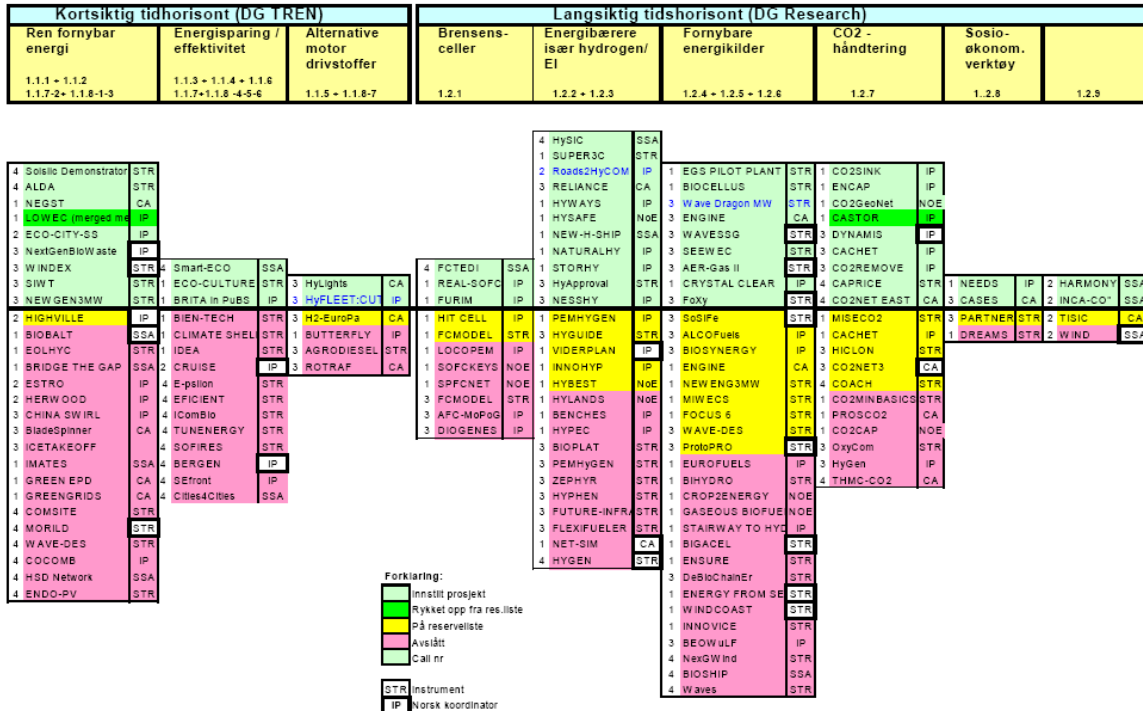 Kortsiktig tidhorisont (DG TREN)
Langsiktig tidshorisont (DG Research)
Ren fornybar energi
1.1.1 + 1.1.2
1.1.7-2+ 1.1.8-1-3
Energisparing / effektivitet
1.1.3 + 1.1.4 + 1.1.6
1.1.7+1.1.8 -4-5-6
Alternative motor drivstoffer
1.1.5 + 1.1.8-7
Brensens-celler
1.2.1
Energibærere især hydrogen/ El
1.2.2 + 1.2.3
Fornybare energikilder
1.2.4 + 1.2.5 + 1.2.6
CO2 - håndtering
1.2.7
Sosio-økonom. verktøy
1..2.8
1.2.9
4 Solsilc Demonstrator STR
4 ALDA STR
1 NEGST CA
1 LOWEC (merged me IP
2 ECO-CITY-SS IP
3 NextGenBioWaste IP
3 WINDEX STR
3 SIWT STR
3 NEWGEN3MW STR
2 HIGHVILLE IP
1 BIOBALT SSA
1 EOLHYC STR
1 BRIDGE THE GAP SSA
2 ESTRO IP
2 HERWOOD IP
3 CHINA SWIRL IP
3 BladeSpinner CA
3 ICETAKEOFF STR
1 IMATES SSA
1 GREEN EPD CA
1 GREENGRIDS CA
4 COMSITE STR
4 MORILD STR
4 WAVE-DES STR
4 COCOMB IP
4 HSD Network SSA
4 ENDO-PV STR
4 Smart-ECO SSA
1 ECO-CULTURE STR
1 BRITA in PuBS IP
1 BIEN-TECH STR
1 CLIMATE SHEL STR
1 IDEA STR
2 CRUISE IP
4 E-psilon STR
4 EFICIENT STR
4 IComBio STR
4 TUNENERGY STR
4 SOFIRES STR
4 BERGEN IP
4 SEfront IP
4 Cities4Cities SSA
3 HyLights CA
3 HyFLEET:CUT IP
3 H2-EuroPa CA
1 BUTTERFLY IP
3 AGRODIESEL STR
3 ROTRAF CA
4 FCTEDI SSA
1 REAL-SOFC IP
1 FURIM IP
1 HIT CELL IP
1 FCMODEL STR
1 LOCOPEM IP
1 SOFCKEYS NOE
1 SPFCNET NOE
3 FCMODEL STR
3 AFC-MoPoG IP
3 DIOGENES IP
4 HySIC SSA
1 SUPER3C STR
2 Roads2HyCOM IP
3 RELIANCE CA
1 HYWAYS IP
1 HYSAFE NoE
1 NEW-H-SHIP SSA
1 NATURALHY IP
1 STORHY IP
3 HyApproval STR
3 NESSHY IP
1 PEMHYGEN IP
3 HYGUIDE STR
1 VIDERPLAN IP
1 INNOHYP IP
1 HYBEST NoE
1 HYLANDS NoE
1 BENCHES IP
1 HYPEC IP
3 BIOPLAT STR
3 PEMHyGEN STR
3 ZEPHYR STR
3 HYPHEN STR
3 FUTURE-INFRA STR
3 FLEXIFUELER STR
1 NET-SIM CA
4 HYGEN STR
1 EGS PILOT PLANT STR
1 BIOCELLUS STR
3 Wave Dragon MW STR
3 ENGINE CA
3 WAVESSG STR
3 SEEWEC STR
3 AER-Gas II STR
1 CRYSTAL CLEAR IP
3 FoXy STR
3 SoSiFe STR
3 ALCOFuels IP
3 BIOSYNERGY IP
1 ENGINE CA
1 NEWENG3MW STR
1 MIWECS STR
1 FOCUS 6 STR
3 WAVE-DES STR
3 ProtoPRO STR
1 EUROFUELS IP
1 BIHYDRO STR
1 CROP2ENERGY NOE
1 GASEOUS BIOFUEL NOE
1 STAIRWAY TO HYD IP
1 BIGACEL STR
1 ENSURE STR
3 DeBioChainEr STR
1 ENERGY FROM SE STR
1 WINDCOAST STR
1 INNOVICE STR
3 BEOWuLF IP
4 NexGWind STR
4 BIOSHIP SSA
4 Waves STR
1 CO2SINK IP
1 ENCAP IP
1 CO2GeoNet NOE
1 CASTOR IP
3 DYNAMIS IP
3 CACHET IP
3 CO2REMOVE IP
4 CAPRICE STR
4 CO2NET EAST CA
1 MISECO2 STR
1 CACHET IP
3 HICLON STR
3 CO2NET3 CA
4 COACH STR
1 CO2MINBASICS STR
1 PROSCO2 CA
1 CO2CAP NOE
3 OxyCom STR
3 HyGen IP
4 THMC-CO2 CA
1 NEEDS IP
3 CASES CA
3 PARTNER STR
1 DREAMS STR
2 HARMONY SSA
2 INCA-CO" SSA
2 TISIC CA
2 WIND SSA
Forklaring:
Innstilt prosjekt
Rykket opp fra res.liste
På reserveliste
Avslått
Call nr
STR Instrument
IP Norsk koordinator